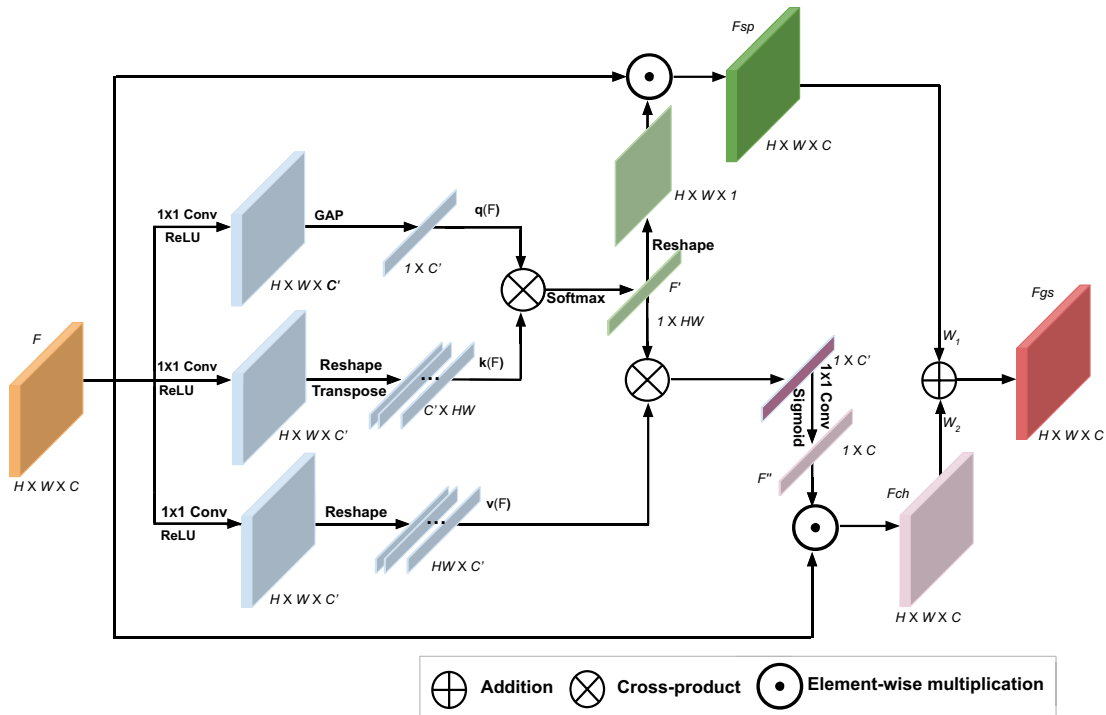 Fsp
H X W X C
H X W X 1
1x1 Conv
ReLU
GAP
q(F)
1 X C’
H X W X C'
Reshape
Softmax
F'
1 X HW
F
H X W X C
1x1 Conv
ReLU
Reshape
Transpose
...
k(F)
C’ X HW
H X W X C’
1 X C’
1x1 Conv
Sigmoid
1 X C
F''
W1
Fgs
H X W X C
W2
1x1 Conv
ReLU
Reshape
...
v(F)
HW X C’
H X W X C’
Fch
H X W X C
Addition
Cross-product
Element-wise multiplication